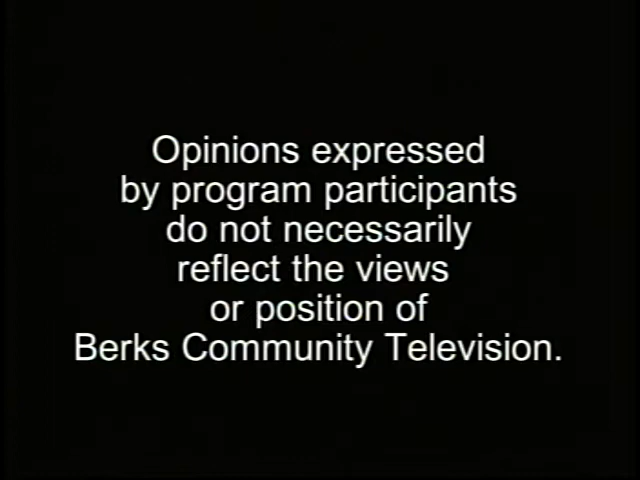 Opinions expressed
by program participants
do not necessarily
reflect the views
or position of
Berks Community Television.